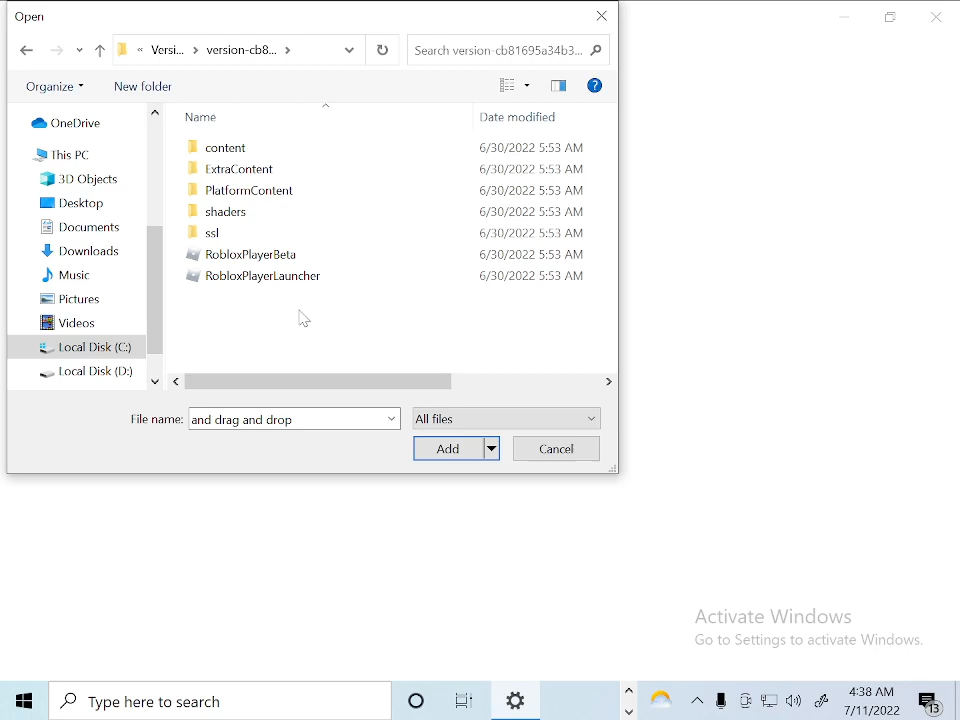 Open
« Versi... > version-cb8... >
Search version-cb81695a34b3...
Organize
New folder
?
OneDrive
This PC
3D Objects
Desktop
Documents
Downloads
Music
Pictures
Videos
Local Disk (C:)
Local Disk (D:)
Name Date modified
content 6/30/2022 5:53 AM
ExtraContent 6/30/2022 5:53 AM
PlatformContent 6/30/2022 5:53 AM
shaders 6/30/2022 5:53 AM
ssl 6/30/2022 5:53 AM
RobloxPlayerBeta 6/30/2022 5:53 AM
RobloxPlayerLauncher 6/30/2022 5:53 AM
File name: and drag and drop
All files
Add
Cancel
Activate Windows
Go to Settings to activate Windows.
Type here to search
4:38 AM
7/11/2022
13